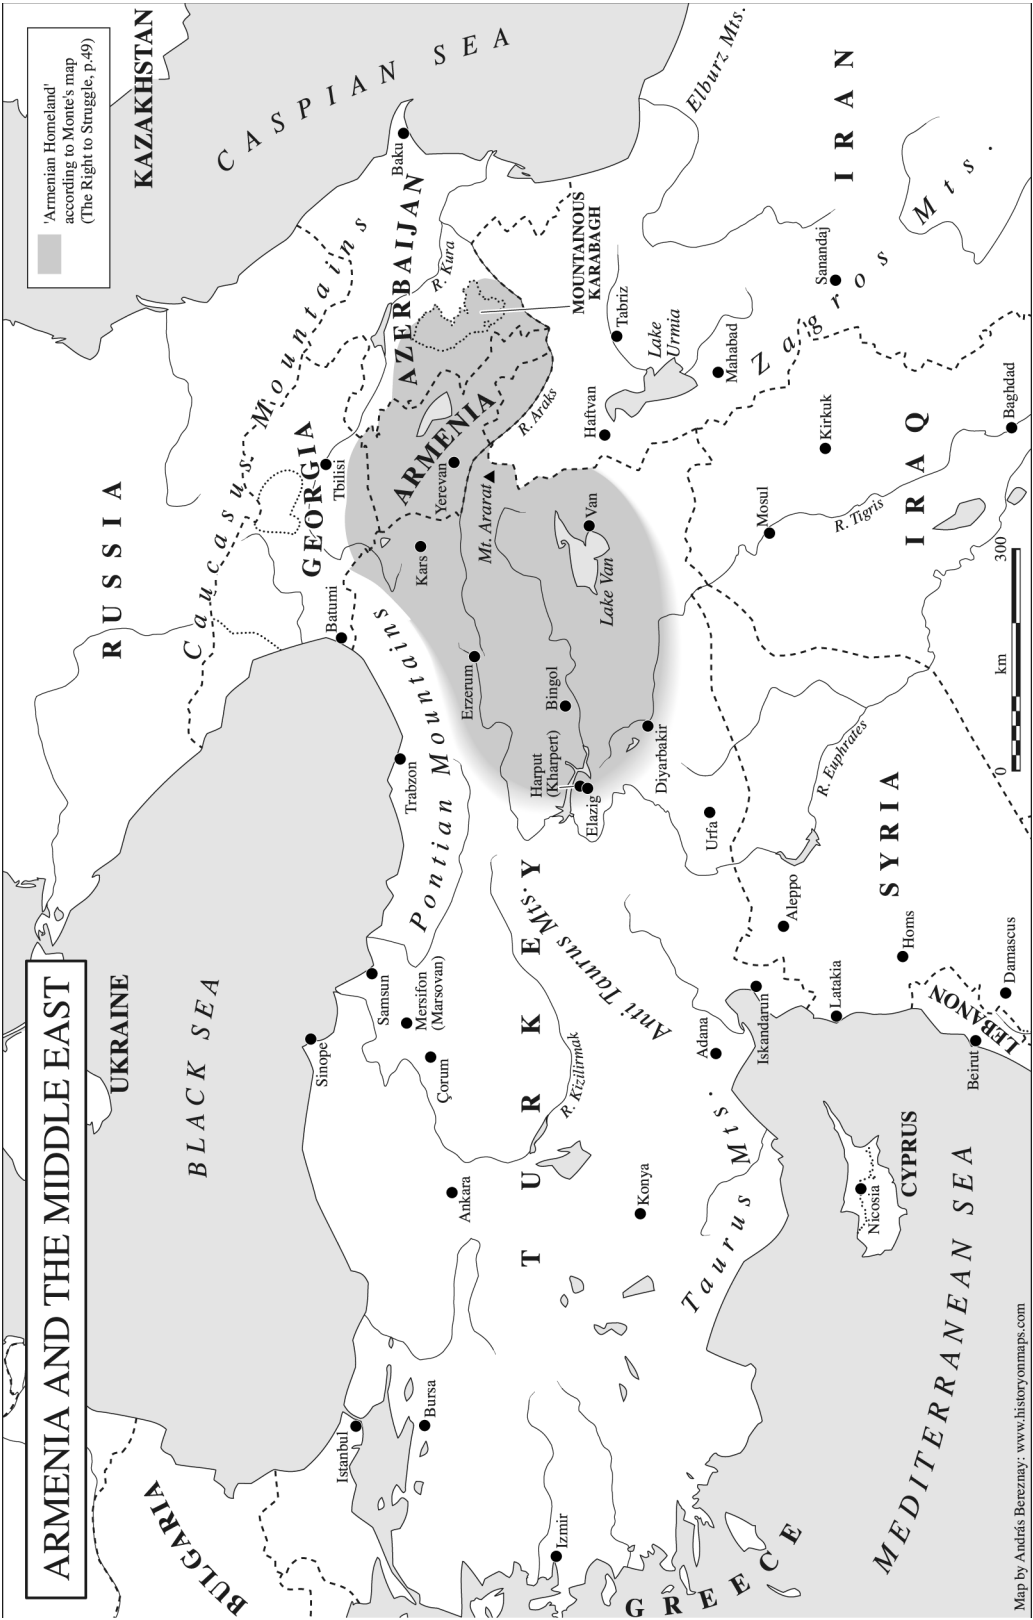 ARMENIA AND THE MIDDLE EAST
'Armenian Homeland'
according to Monte's map
(The Right to Struggle, p.49)
KAZAKHSTAN
UKRAINE
RUSSIA
BULGARIA
BLACK SEA
CASPIAN SEA
Caucasus Mountains
GEORGIA
Tbilisi
Batumi
AZERBAIJAN
Baku
R. Kura
MOUNTAINOUS
KARABAGH
ARMENIA
Yerevan
Mt. Ararat
R. Araks
Kars
Istanbul
Bursa
Izmir
Sinope
Samsun
Mersifon
(Marsovan)
Çorum
Ankara
Trabzon
Pontian Mountains
Erzerum
Bingol
Harput
(Kharpert)
Elazig
Diyarbakir
Lake Van
Van
TURKEY
R. Kizilirmak
Anti Taurus Mts.
Konya
Taurus Mts.
Adana
Iskandarun
Urfa
Haftvan
Tabriz
Lake
Urmia
Mahabad
Zagros Mts.
Sanandaj
Elburz Mts.
IRAN
Mosul
Kirkuk
R. Tigris
IRAQ
Baghdad
R. Euphrates
Aleppo
SYRIA
Latakia
Homs
Damascus
LEBANON
Beirut
Nicosia
CYPRUS
GREECE
MEDITERRANEAN SEA
0 km 300
Map by András Bereznay: www.historyonmaps.com